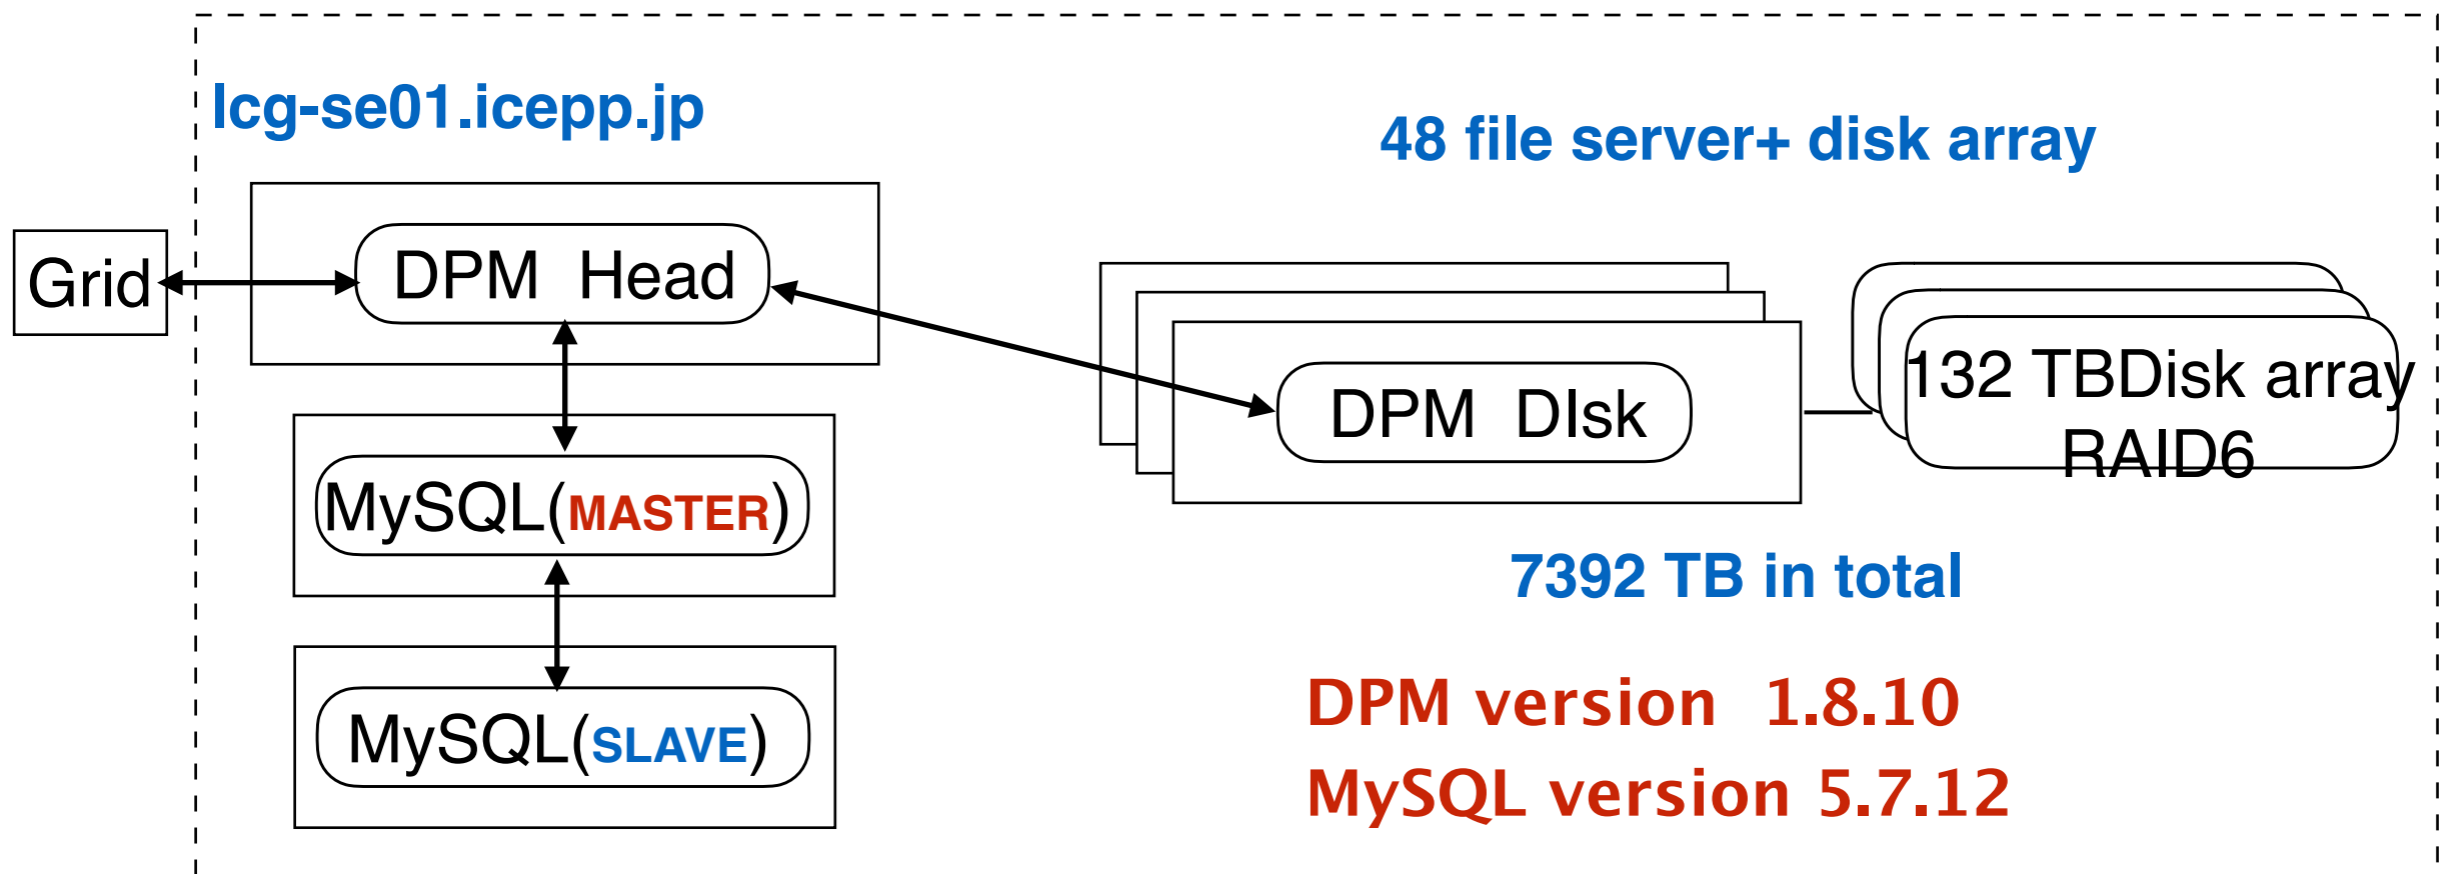 lcg-se01.icepp.jp
48 file server+ disk array
Grid
DPM Head
DPM DIsk
132 TBDisk array
RAID6
MySQL(MASTER)
7392 TB in total
MySQL(SLAVE)
DPM version 1.8.10
MySQL version 5.7.12